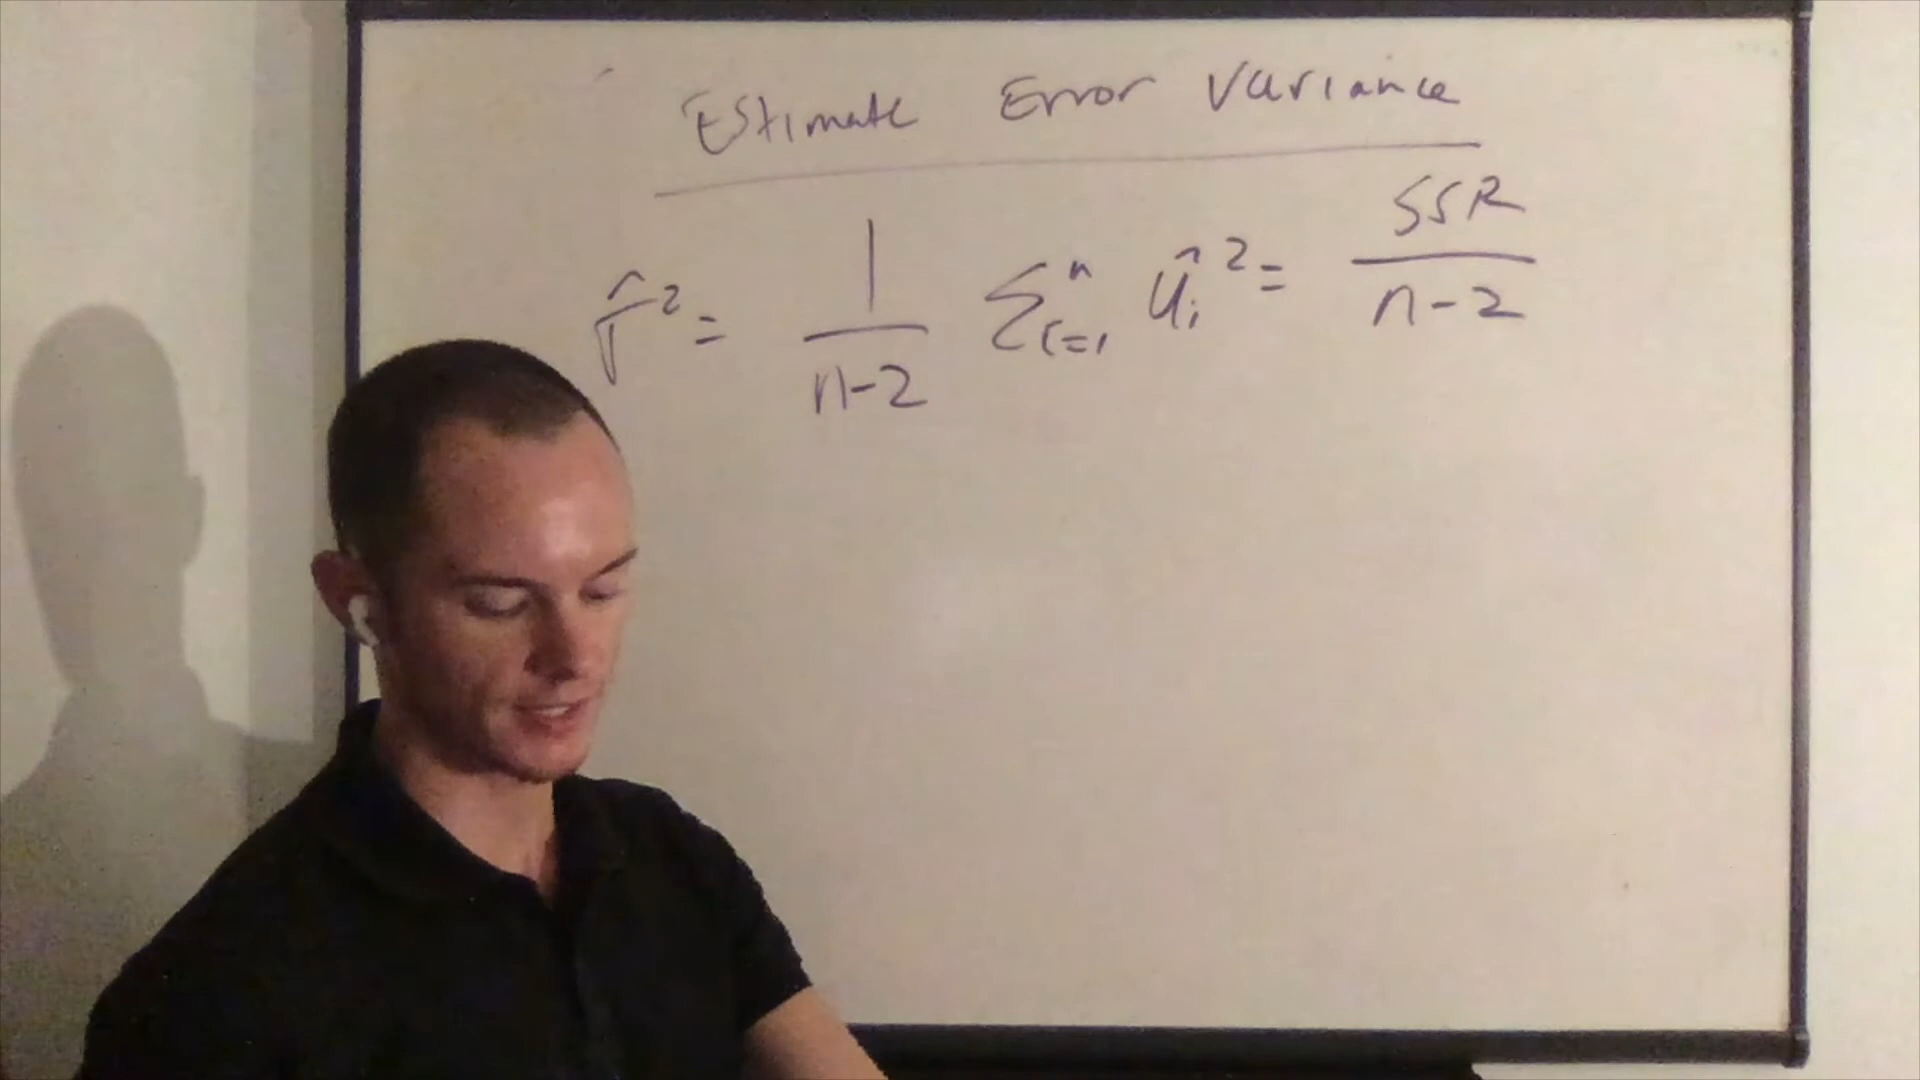 Estimate Error Variance
σ̂² = 1/(n-2) Σᵢ₌₁ⁿ ûᵢ² = SSR/(n-2)